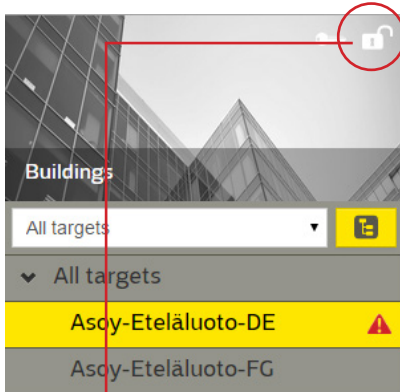 Buildings
All targets
All targets
Asoy-Eteläluoto-DE
Asoy-Eteläluoto-FG